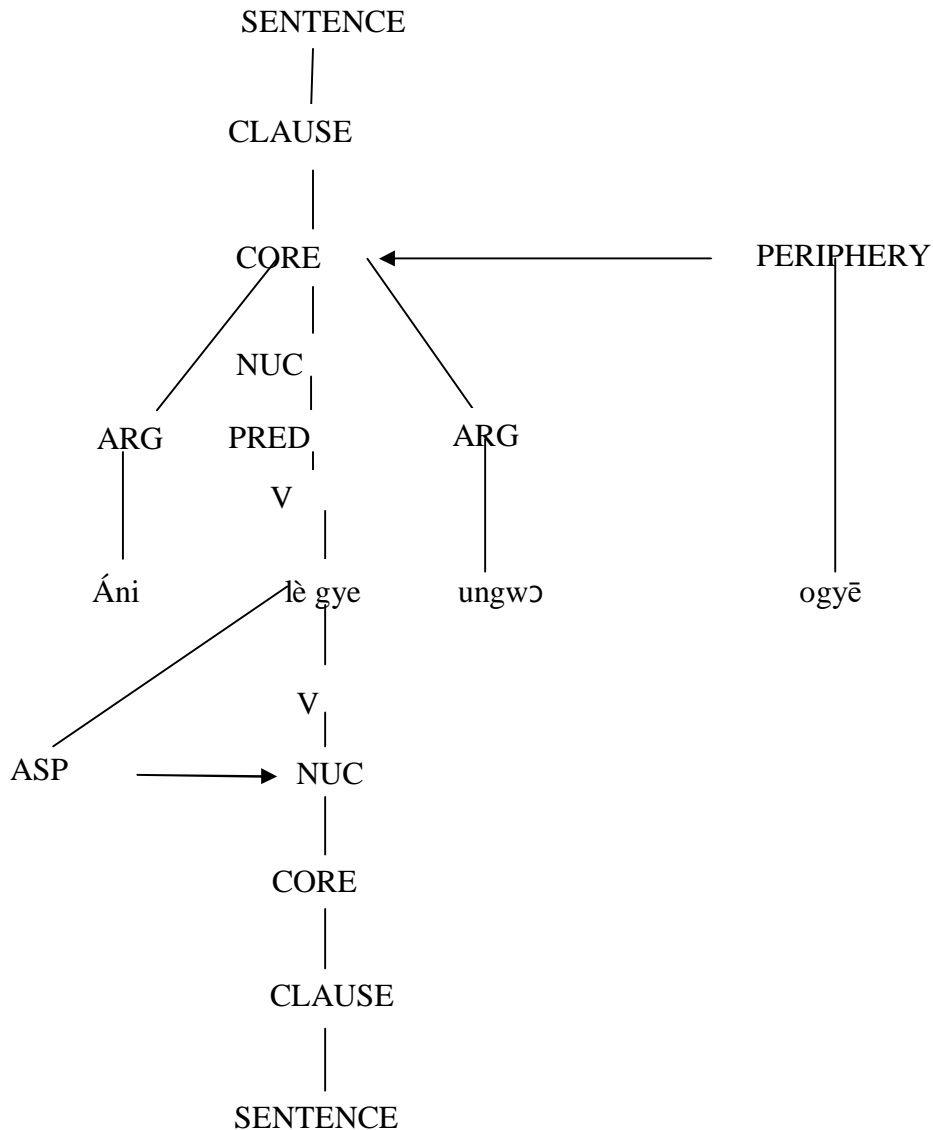 SENTENCE
CLAUSE
CORE PERIPHERY
NUC
ARG PRED ARG
V
Áni lè gye ungwɔ ogyē
V
ASP NUC
CORE
CLAUSE
SENTENCE